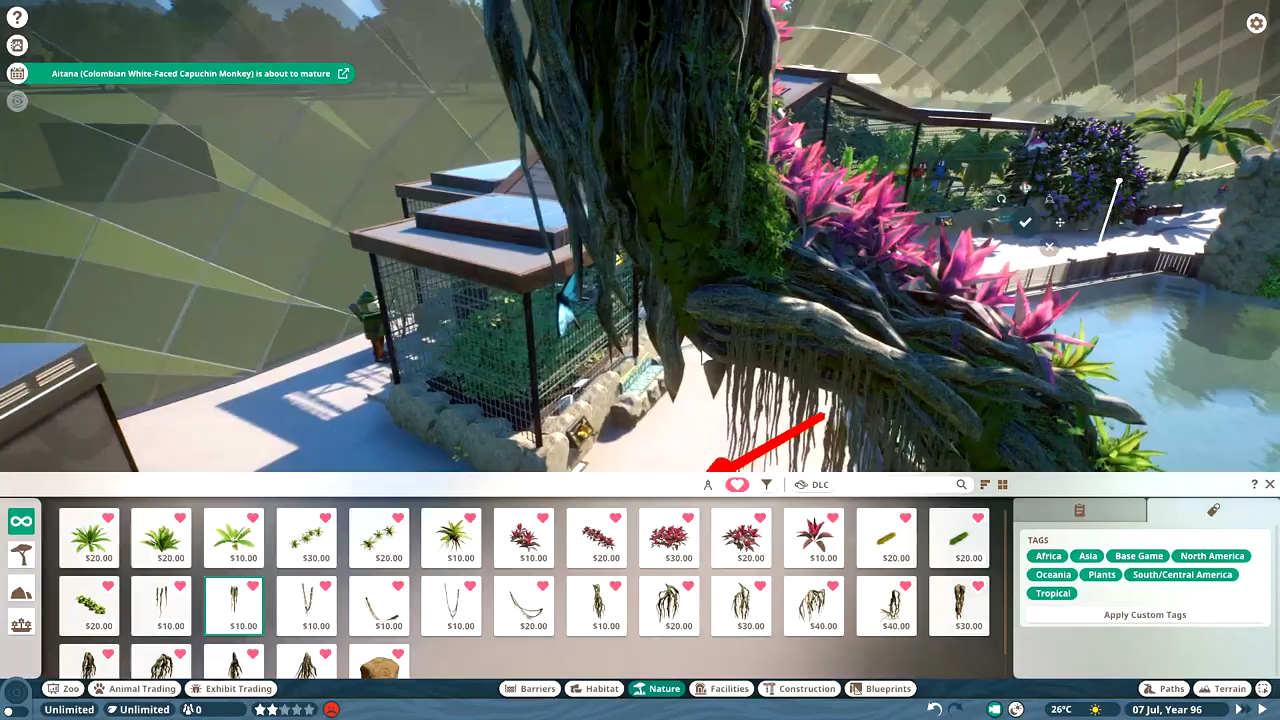 ?
Aitana (Colombian White-Faced Capuchin Monkey) is about to mature
DLC
? ×
$20.00 $20.00 $10.00 $30.00 $20.00 $10.00 $10.00 $20.00 $30.00 $20.00 $10.00 $20.00 $20.00
$20.00 $10.00 $10.00 $10.00 $10.00 $10.00 $20.00 $10.00 $20.00 $30.00 $40.00 $40.00 $30.00
TAGS
Africa Asia Base Game North America
Oceania Plants South/Central America
Tropical
Apply Custom Tags
Zoo Animal Trading Exhibit Trading Barriers Habitat Nature Facilities Construction Blueprints Paths Terrain
Unlimited Unlimited 0 26°C 07 Jul, Year 96